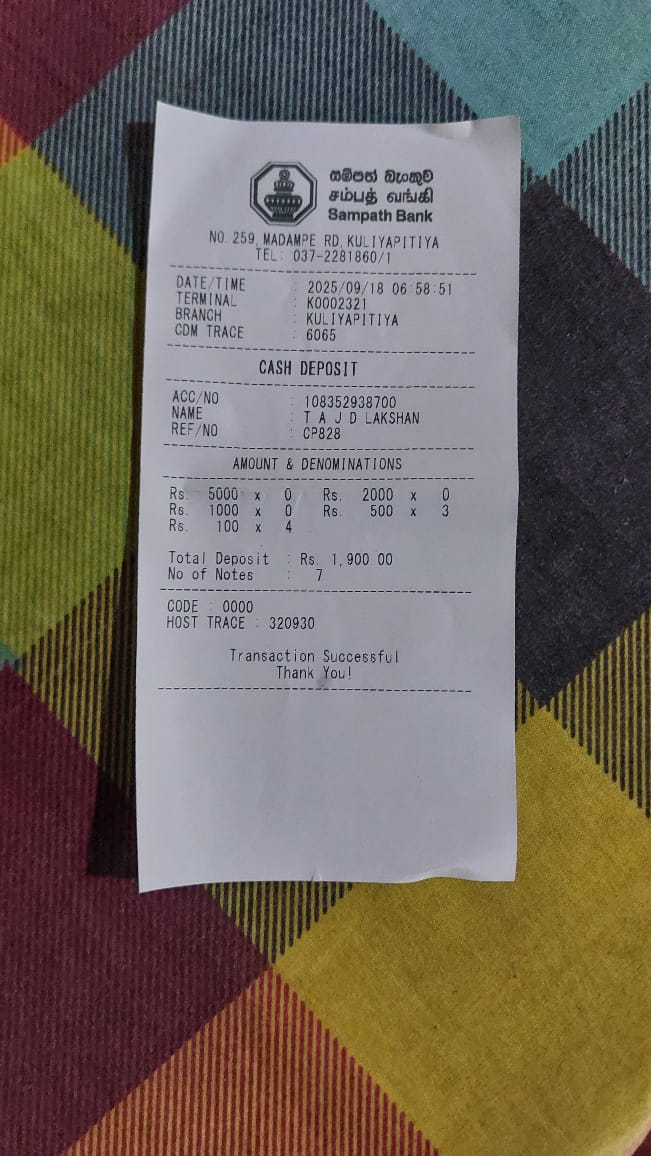 සම්පත් බැංකුව
சம்பத் வங்கி
Sampath Bank
NO.259, MADAMPE RD, KULIYAPITIYA
TEL: 037-2281860/1
DATE/TIME : 2025/09/18 06:58:51
TERMINAL : K0002321
BRANCH : KULIYAPITIYA
CDM TRACE : 6065
CASH DEPOSIT
ACC/NO : 108352938700
NAME : T A J D LAKSHAN
REF/NO : CP828
AMOUNT & DENOMINATIONS
Rs. 5000 x 0 Rs. 2000 x 0
Rs. 1000 x 0 Rs. 500 x 3
Rs. 100 x 4
Total Deposit : Rs. 1,900.00
No of Notes : 7
CODE : 0000
HOST TRACE : 320930
Transaction Successful
Thank You!